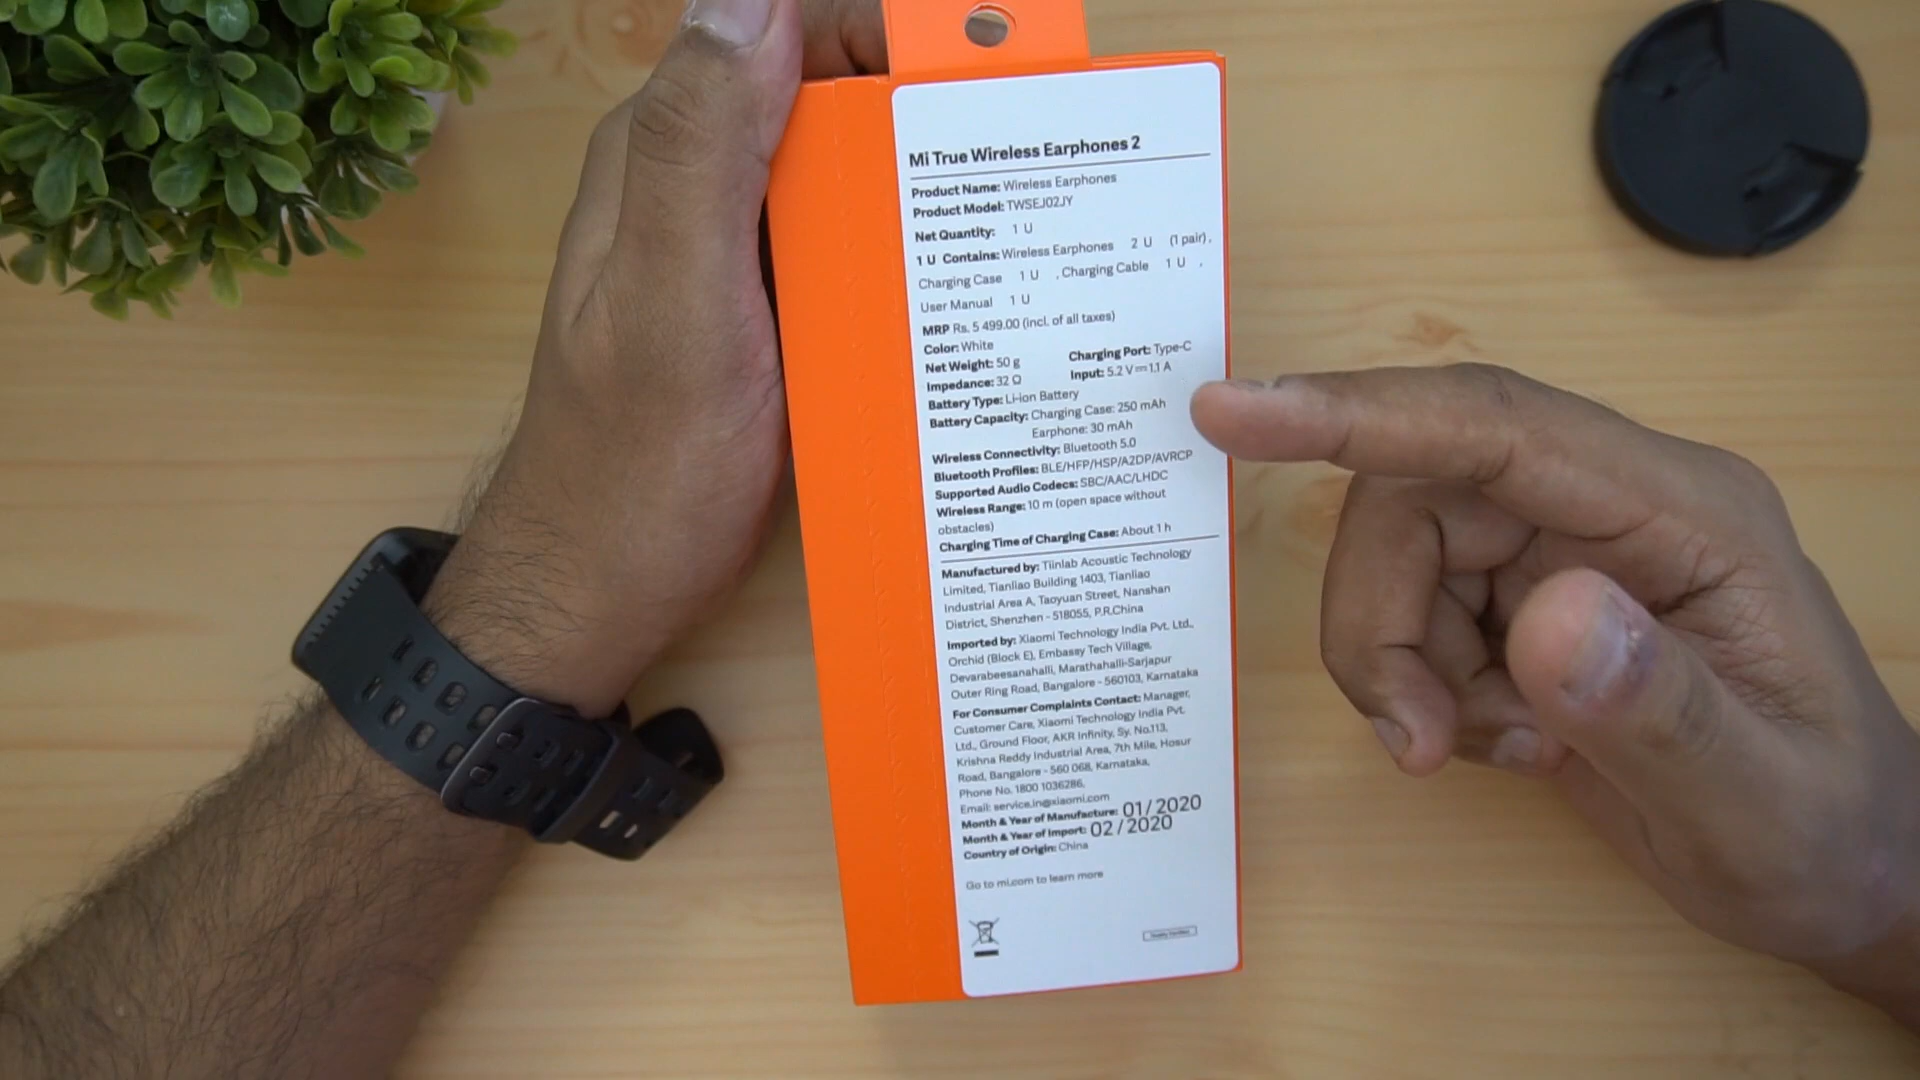 Mi True Wireless Earphones 2
Product Name: Wireless Earphones
Product Model: TWSEJ02JY
Net Quantity: 1 U
1 U Contains: Wireless Earphones 2 U (1 pair),
Charging Case 1 U , Charging Cable 1 U ,
User Manual 1 U
MRP Rs. 5 499.00 (incl. of all taxes)
Color: White
Net Weight: 50 g Charging Port: Type-C
Impedance: 32 Ω Input: 5.2 V⎓1.1 A
Battery Type: Li-ion Battery
Battery Capacity: Charging Case: 250 mAh
Earphone: 30 mAh
Wireless Connectivity: Bluetooth 5.0
Bluetooth Profiles: BLE/HFP/HSP/A2DP/AVRCP
Supported Audio Codecs: SBC/AAC/LHDC
Wireless Range: 10 m (open space without
obstacles)
Charging Time of Charging Case: About 1 h
Manufactured by: Tiinlab Acoustic Technology
Limited, Tianliao Building 1403, Tianliao
Industrial Area A, Taoyuan Street, Nanshan
District, Shenzhen - 518055, P.R.China
Imported by: Xiaomi Technology India Pvt. Ltd.,
Orchid (Block E), Embassy Tech Village,
Devarabeesanahalli, Marathahalli-Sarjapur
Outer Ring Road, Bangalore - 560103, Karnataka
For Consumer Complaints Contact: Manager,
Customer Care, Xiaomi Technology India Pvt.
Ltd., Ground Floor, AKR Infinity, Sy. No.113,
Krishna Reddy Industrial Area, 7th Mile, Hosur
Road, Bangalore - 560 068, Karnataka,
Phone No. 1800 1036286,
Email: service.in@xiaomi.com
Month & Year of Manufacture: 01/2020
Month & Year of Import: 02/2020
Country of Origin: China
Go to mi.com to learn more